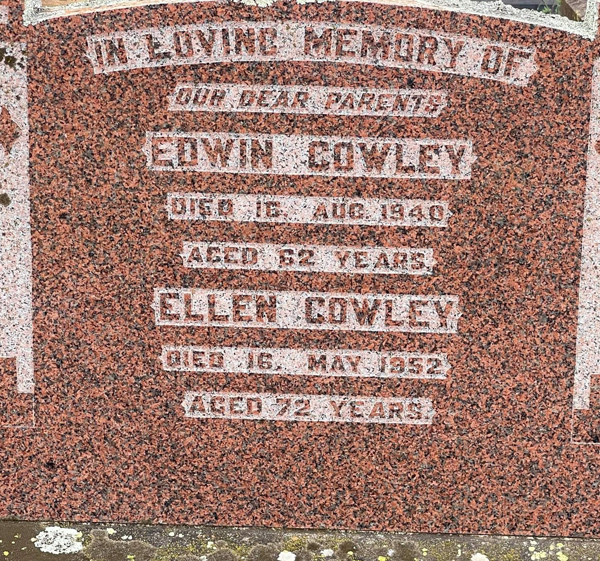 IN LOVING MEMORY OF
OUR DEAR PARENTS
EDWIN COWLEY
DIED 16. AUG. 1940
AGED 62 YEARS.
ELLEN COWLEY
DIED 16. MAY 1952
AGED 72 YEARS.